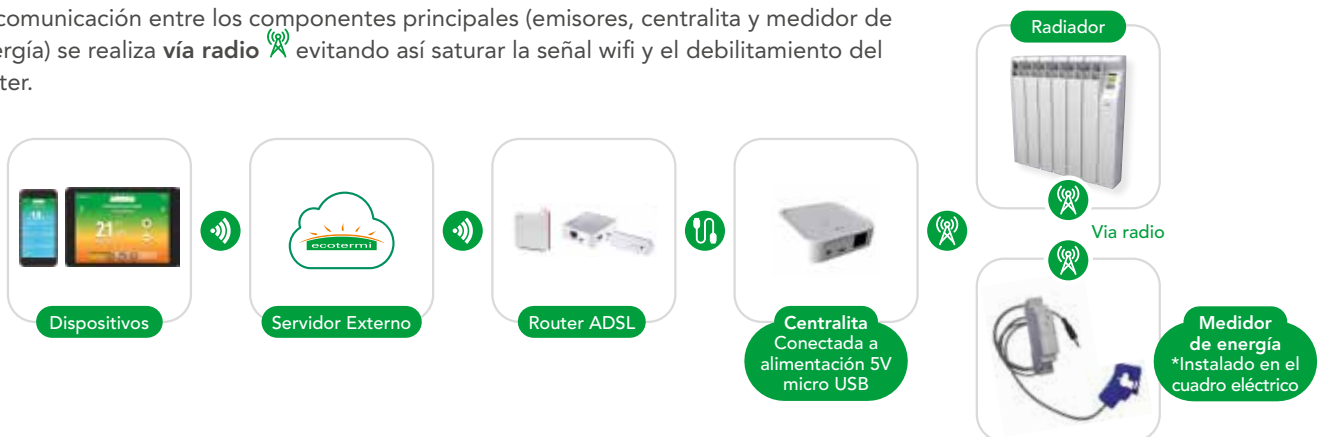 comunicación entre los componentes principales (emisores, centralita y medidor de
ergía) se realiza vía radio evitando así saturar la señal wifi y el debilitamiento del
ter.
Radiador
Via radio
ecotermi
21
Dispositivos
Servidor Externo
Router ADSL
Centralita
Conectada a
alimentación 5V
micro USB
Medidor
de energía
*Instalado en el
cuadro eléctrico